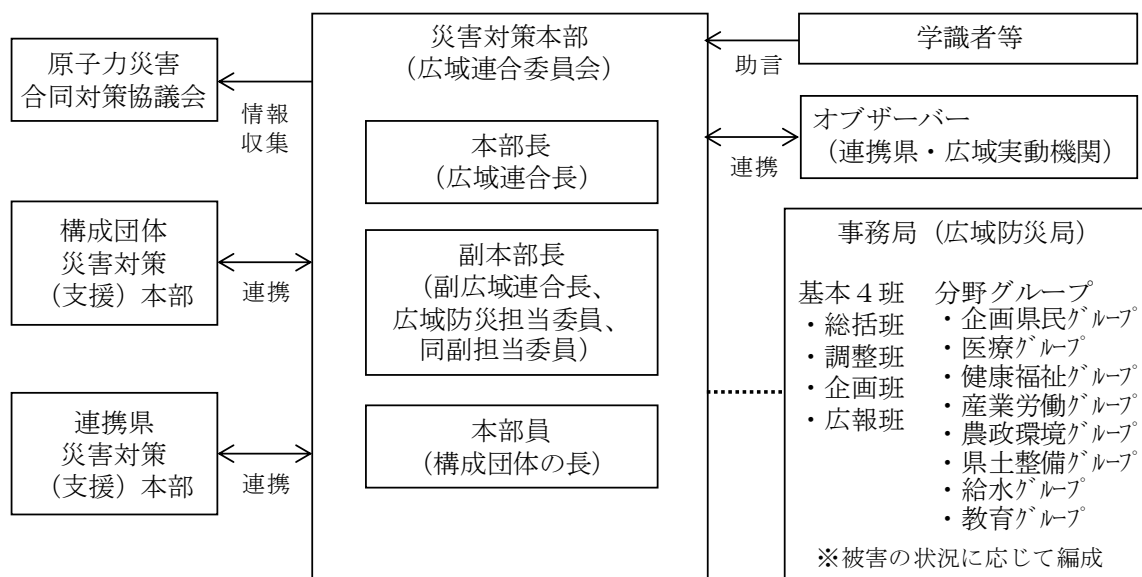 原子力災害
合同対策協議会
情報
収集
構成団体
災害対策
（支援）本部
連携
連携県
災害対策
（支援）本部
連携
災害対策本部
（広域連合委員会）
本部長
（広域連合長）
副本部長
（副広域連合長、
広域防災担当委員、
同副担当委員）
本部員
（構成団体の長）
学識者等
助言
オブザーバー
（連携県・広域実動機関）
連携
事務局（広域防災局）
基本４班
・総括班
・調整班
・企画班
・広報班
分野グループ
・企画県民ｸﾞﾙｰﾌﾟ
・医療ｸﾞﾙｰﾌﾟ
・健康福祉ｸﾞﾙｰﾌﾟ
・産業労働ｸﾞﾙｰﾌﾟ
・農政環境ｸﾞﾙｰﾌﾟ
・県土整備ｸﾞﾙｰﾌﾟ
・給水ｸﾞﾙｰﾌﾟ
・教育ｸﾞﾙｰﾌﾟ
※被害の状況に応じて編成